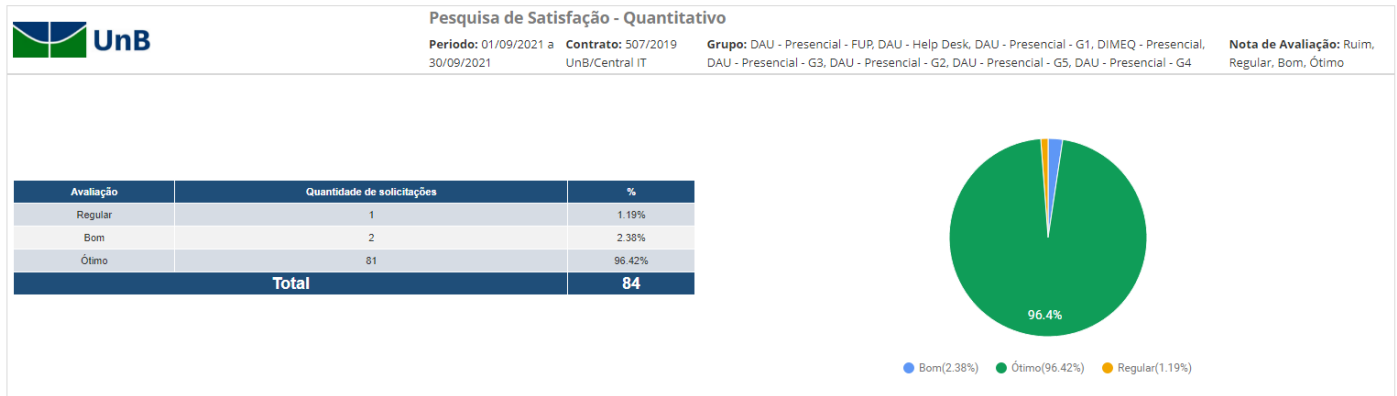 UnB
Pesquisa de Satisfação - Quantitativo
Periodo: 01/09/2021 a 30/09/2021
Contrato: 507/2019 UnB/Central IT
Grupo: DAU - Presencial - FUP, DAU - Help Desk, DAU - Presencial - G1, DIMEQ - Presencial,
DAU - Presencial - G3, DAU - Presencial - G2, DAU - Presencial - G5, DAU - Presencial - G4
Nota de Avaliação: Ruim,
Regular, Bom, Ótimo
Avaliação Quantidade de solicitações %
Regular 1 1.19%
Bom 2 2.38%
Ótimo 81 96.42%
Total 84
96.4%
Bom(2.38%) Ótimo(96.42%) Regular(1.19%)